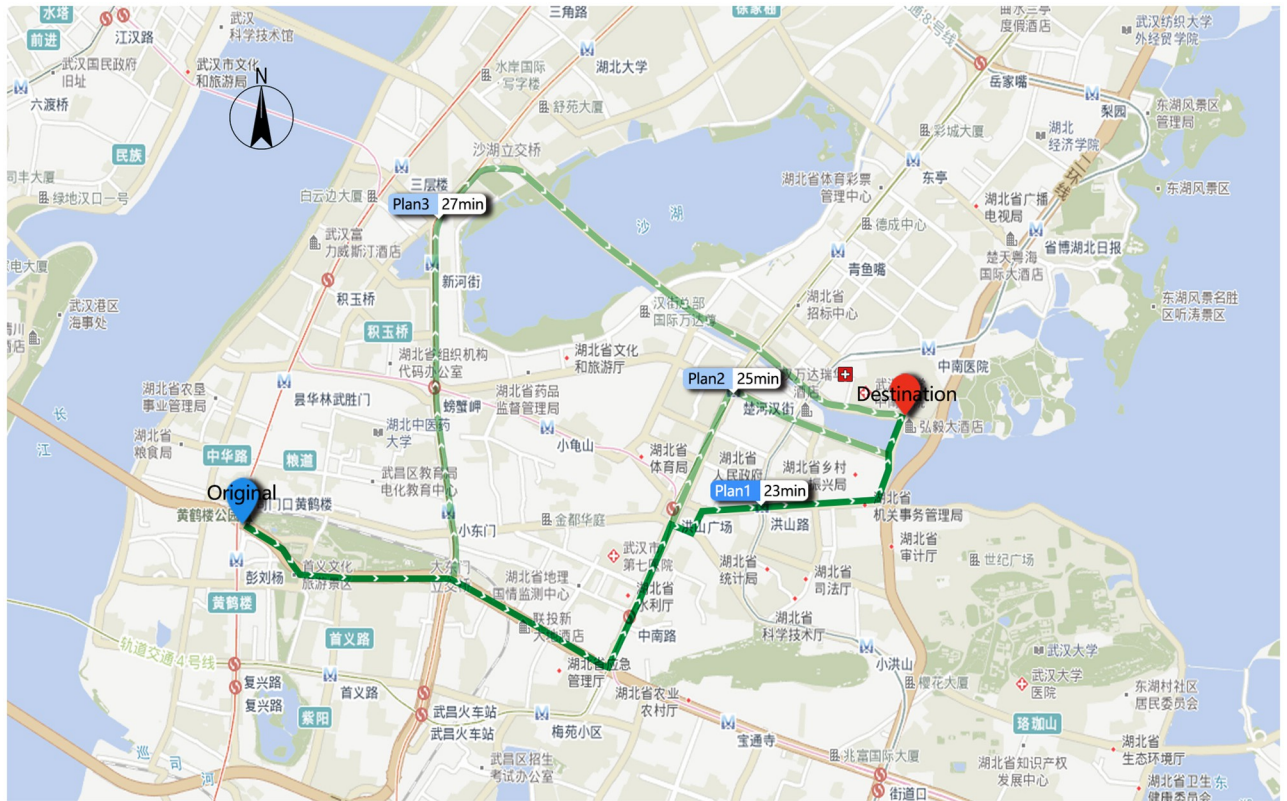 水塔
武汉
科学技术馆
三角路
徐家棚
曲水兰亭
度假酒店
武汉纺织大学
外经贸学院
前进
江汉路
武汉国民政府
旧址
武汉市文化
和旅游局
N
水岸国际
写字楼
湖北大学
岳家嘴
六渡桥
舒苑大厦
梨园
东湖风景区
管理局
彩城大厦
湖北
经济学院
民族
沙湖立交桥
二环线
东亭
三层楼
白云边大厦
绿地汉口一号
湖北省体育彩票
管理中心
东湖风景区
湖北省广播
电视局
Plan3 27min
沙湖
德成中心
省博湖北日报
武汉富
力威斯汀酒店
楚天粤海
国际大酒店
青鱼嘴
新河街
积玉桥
武汉港区
海事处
湖北省
招标中心
东湖风景名胜
区听涛景区
汉街总部
国际万达
积玉桥
湖北省组织机构
代码办公室
湖北省文化
和旅游厅
中南医院
Plan2 25min
湖北省农垦
事业管理局
昙华林武胜门
湖北省药品
监督管理局
Destination
螃蟹岬
楚河汉街
弘毅大酒店
长江
湖北中医药
大学
小龟山
湖北省
粮食局
中华路
粮道
湖北省
体育局
人民政府
湖北省乡村
振兴局
武昌区教育局
电化教育中心
Original
Plan1 23min
门口黄鹤楼
黄鹤楼公园
小东门
金都华庭
洪山广场
洪山路
湖北省
机关事务管理局
彭刘杨
首义文化
旅游景区
大东门
立交桥
湖北省地理
国情监测中心
武汉市
第七医院
湖北省
统计局
湖北省
审计厅
世纪广场
湖北省
司法厅
黄鹤楼
湖北省
水利厅
首义路
联投新
中南路
湖北省
科学技术厅
轨道交通4号线
湖北省应急
管理厅
小洪山
武汉大学
武汉大学
医院
复兴路
复兴路
首义路
湖北省农业
农村厅
樱花大厦
东湖村社区
居民委员会
紫阳
武昌火车站
武昌火车站
梅苑小区
宝通寺
珞珈山
巡司河
武昌区招生
考试办公室
兆富国际大厦
湖北省知识产权
发展中心
湖北省
生态环境厅
街道口
湖北省卫生
健康委员会
东